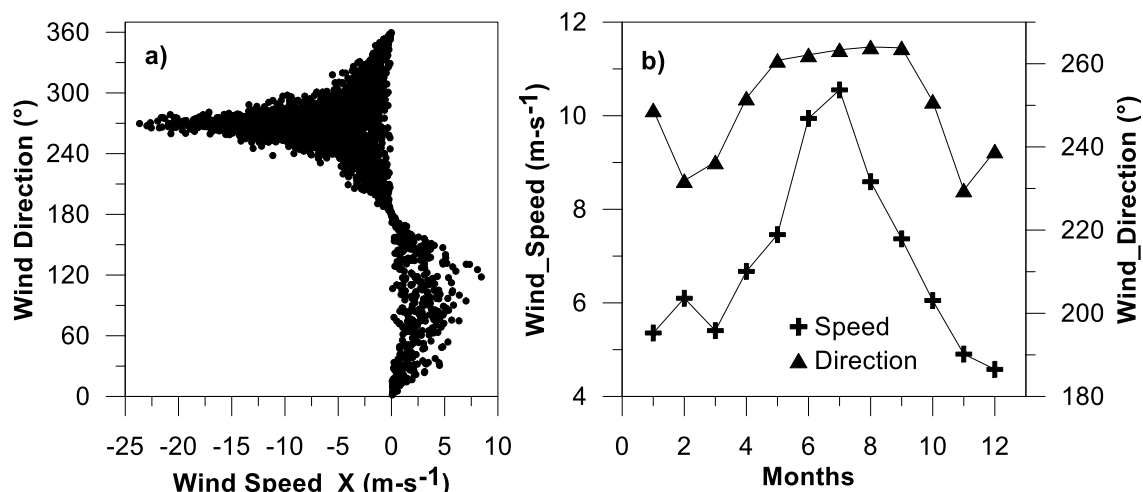 a)
Wind Direction (°)
360
300
240
180
120
60
0
-25 -20 -15 -10 -5 0 5 10
Wind Speed_X (m-s-1)
b)
Wind_Speed (m-s-1)
12
10
8
6
4
Speed
Direction
0 2 4 6 8 10 12
Months
260
240
220
200
180
Wind_Direction (°)